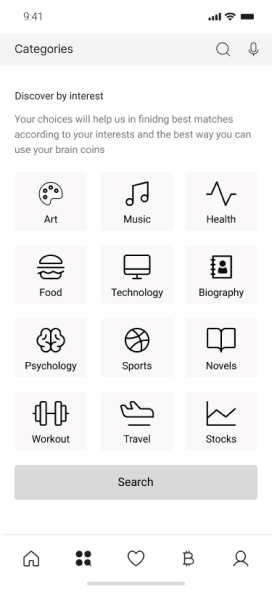 9:41
Categories
Discover by interest
Your choices will help us in finidng best matches
according to your interests and the best way you can
use your brain coins
Art Music Health
Food Technology Biography
Psychology Sports Novels
Workout Travel Stocks
Search